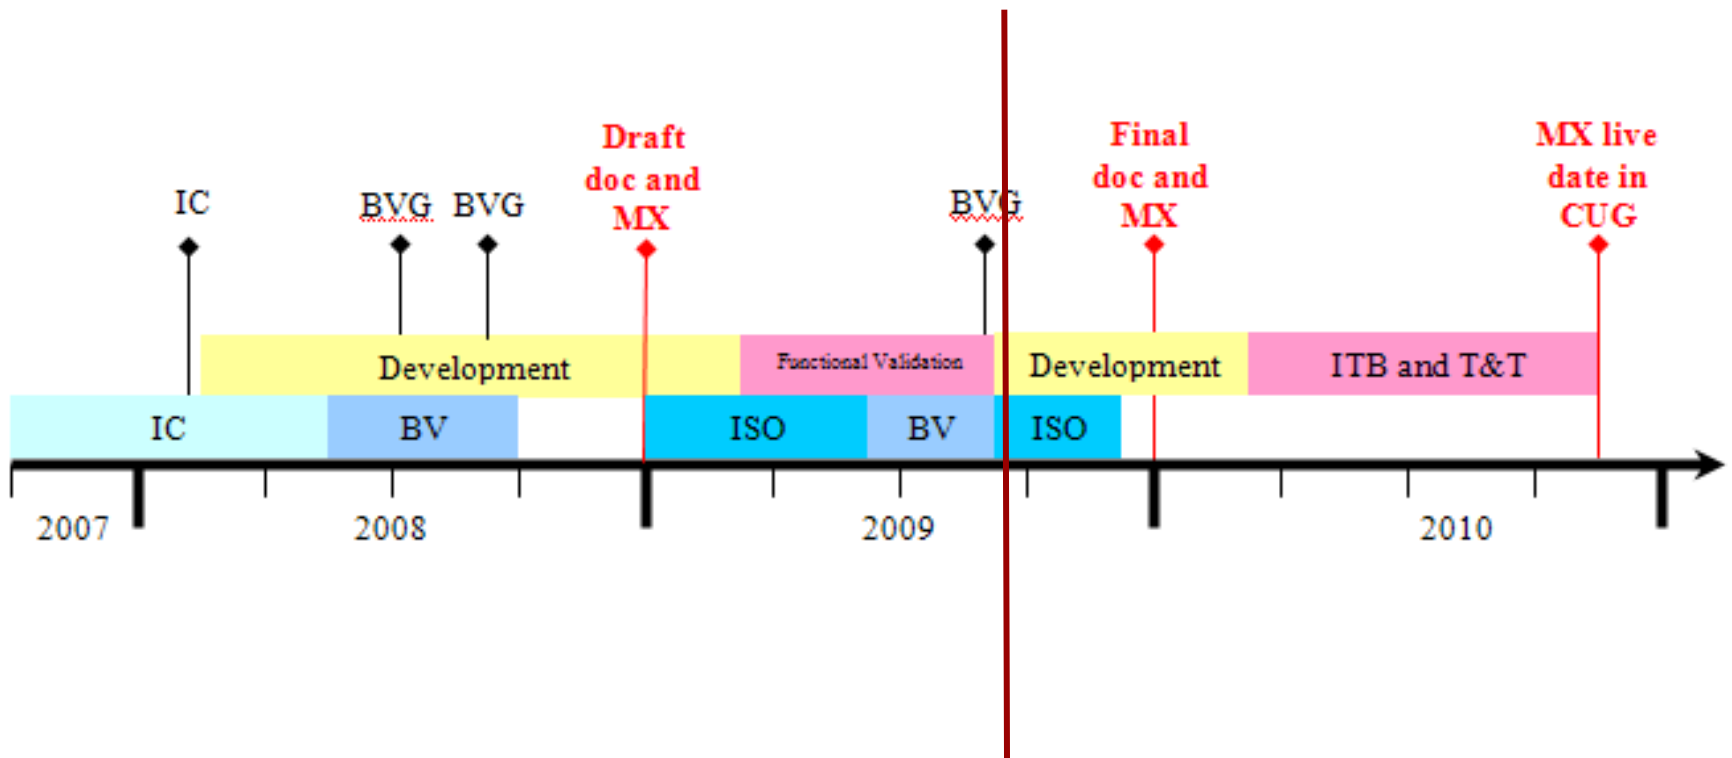 Draft
doc and
MX
Final
doc and
MX
MX live
date in
CUG
IC
BVG
BVG
BVG
Development
Functional Validation
Development
ITB and T&T
IC
BV
ISO
BV
ISO
2007
2008
2009
2010